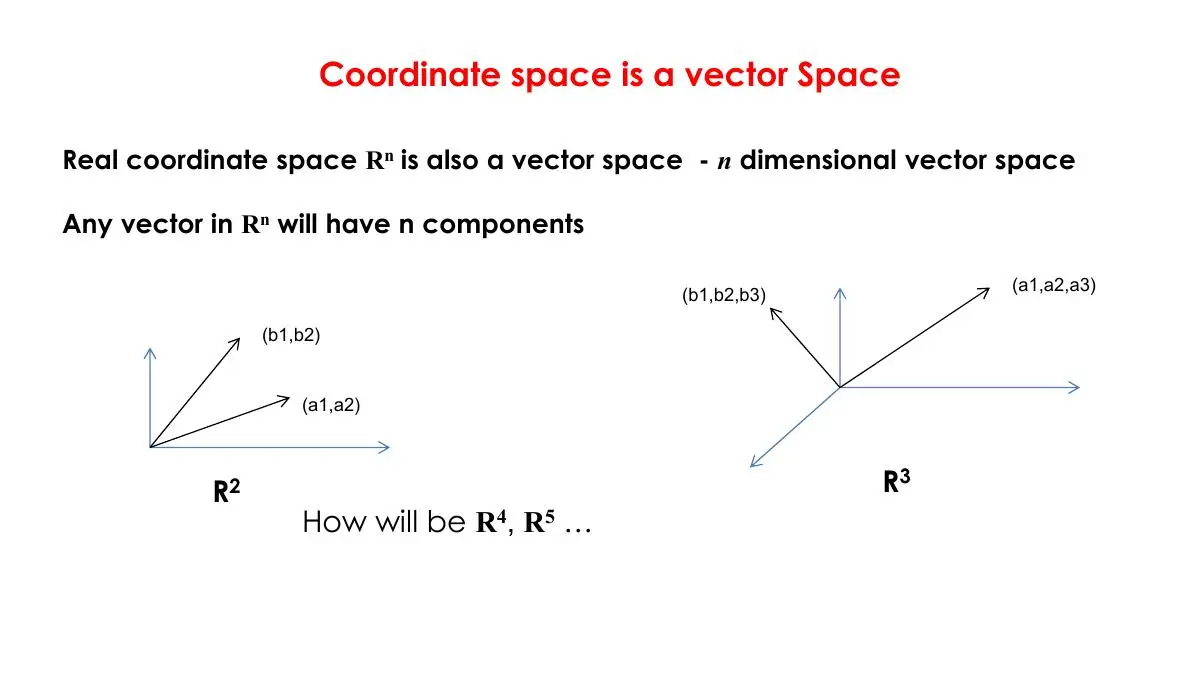 Coordinate space is a vector Space
Real coordinate space Rⁿ is also a vector space - n dimensional vector space
Any vector in Rⁿ will have n components
(b1,b2)
(a1,a2)
R²
(b1,b2,b3)
(a1,a2,a3)
R³
How will be R⁴, R⁵ …